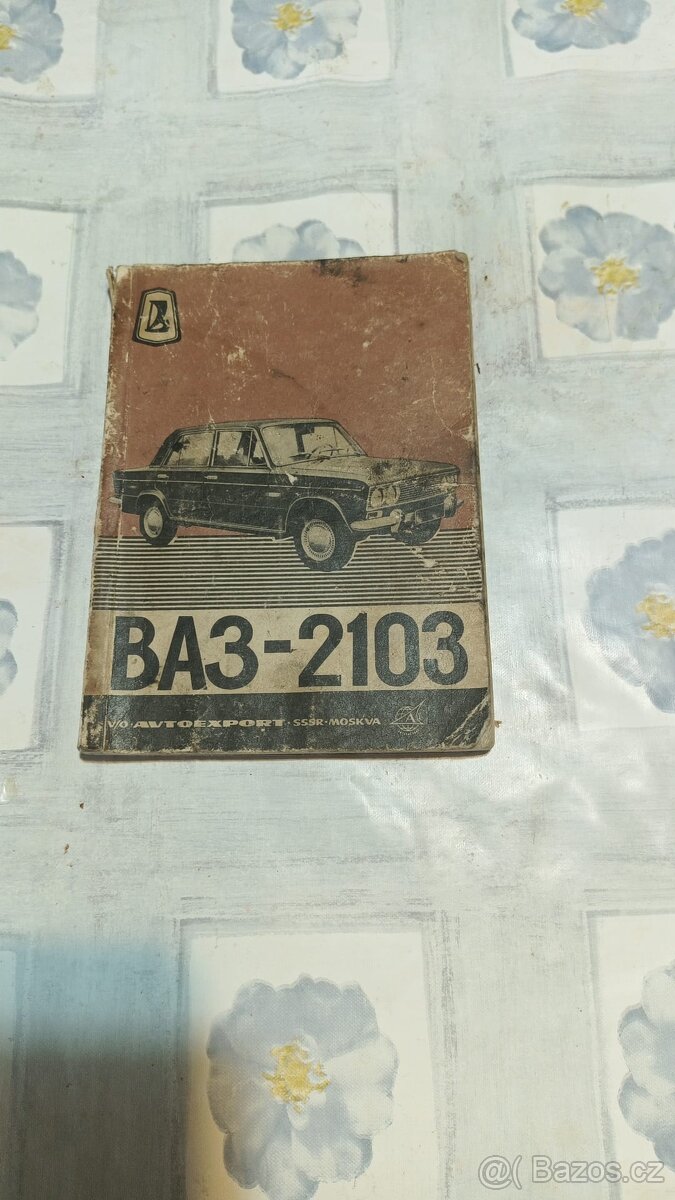 ВАЗ-2103
V/O AVTOEXPORT · SSSR · MOSKVA
@( Bazos.cz